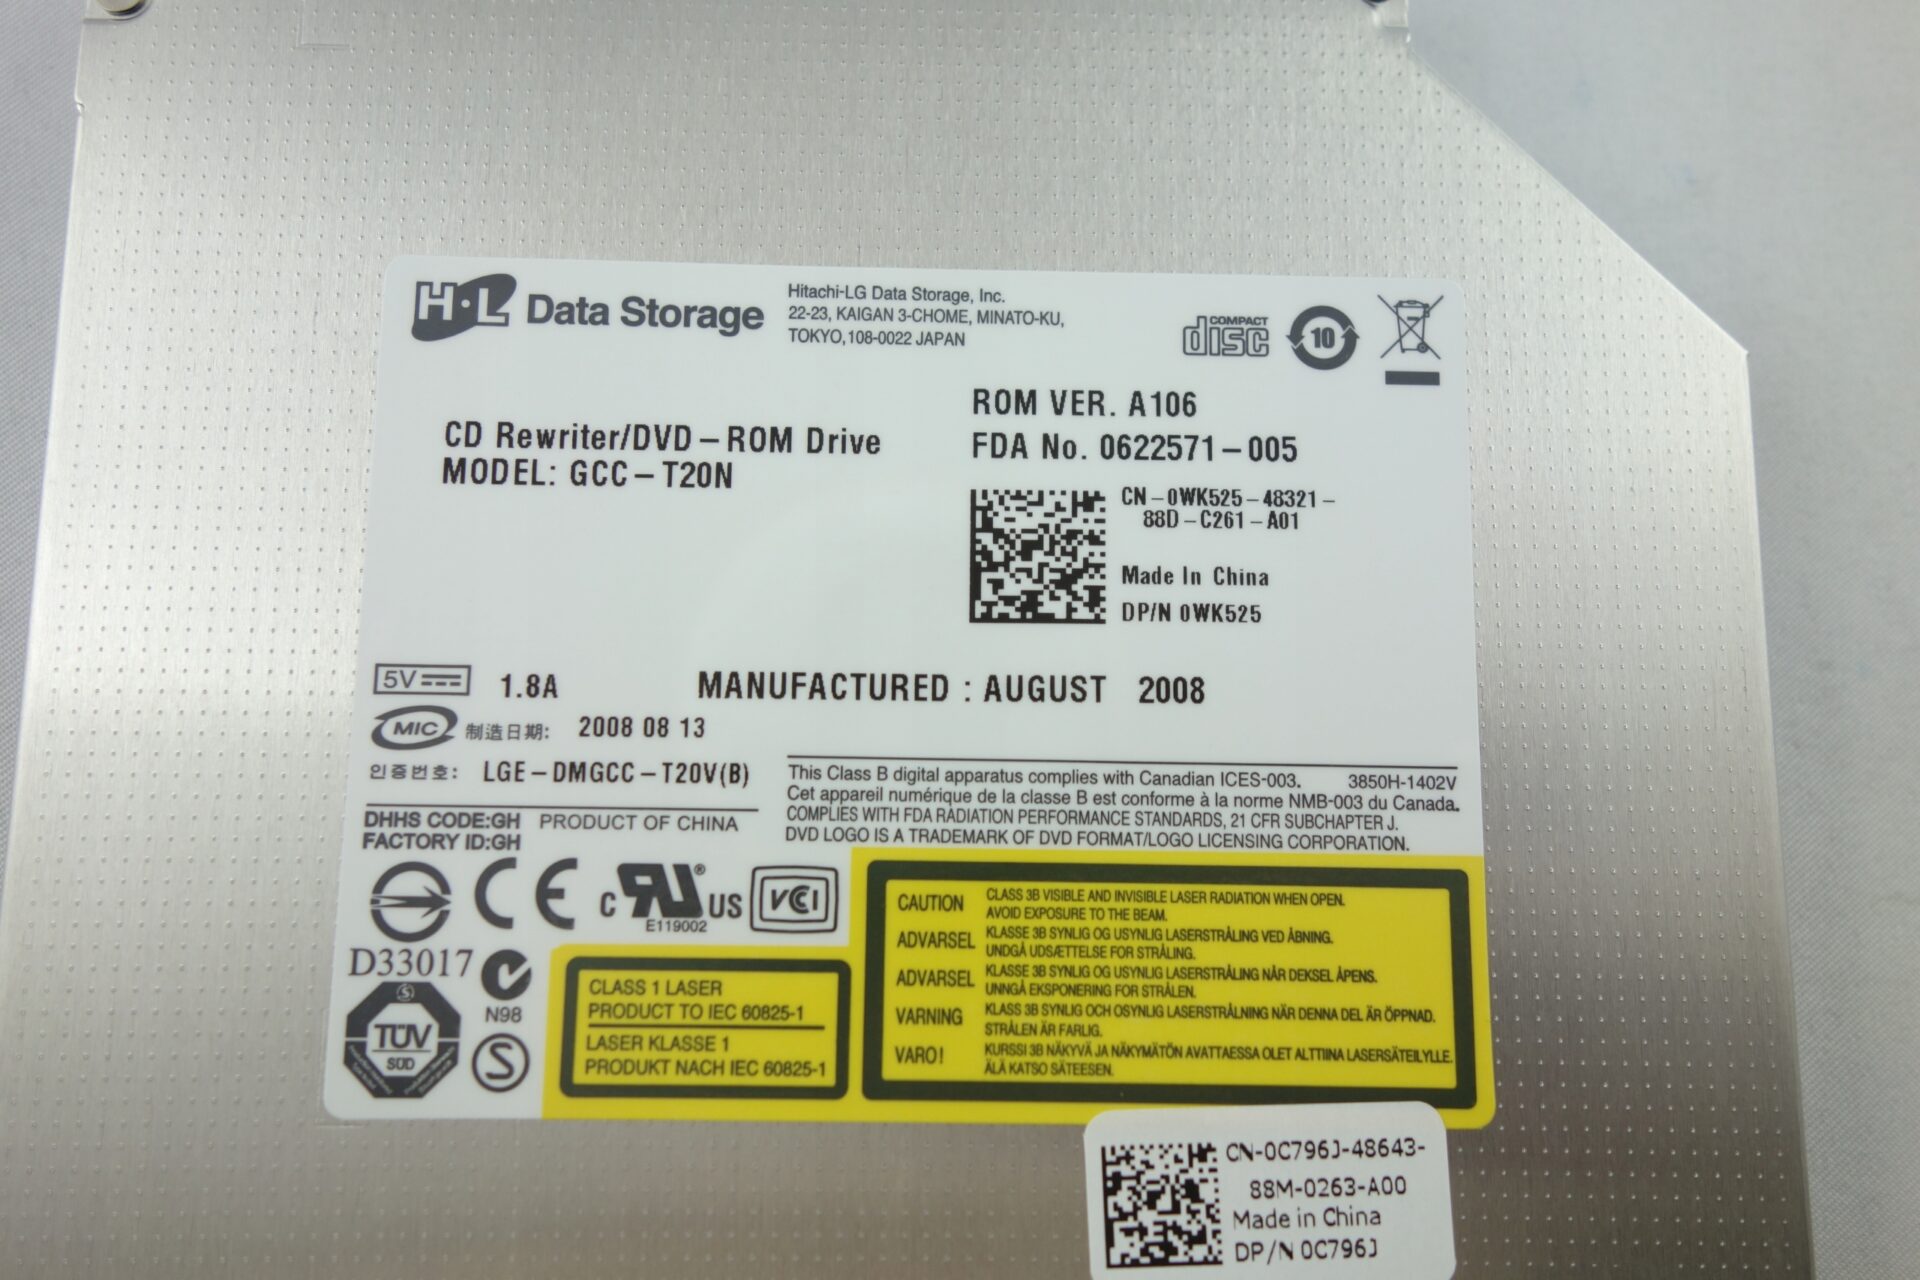 H·L Data Storage
Hitachi-LG Data Storage, Inc.
22-23, KAIGAN 3-CHOME, MINATO-KU,
TOKYO,108-0022 JAPAN
COMPACT
disc
10
CD Rewriter/DVD-ROM Drive
MODEL: GCC-T20N
ROM VER. A106
FDA No. 0622571-005
CN-0WK525-48321-
88D-C261-A01
Made In China
DP/N 0WK525
5V 1.8A
MANUFACTURED : AUGUST 2008
MIC 制造日期: 2008 08 13
인증번호: LGE-DMGCC-T20V(B)
DHHS CODE:GH PRODUCT OF CHINA
FACTORY ID:GH
This Class B digital apparatus complies with Canadian ICES-003. 3850H-1402V
Cet appareil numérique de la classe B est conforme à la norme NMB-003 du Canada.
COMPLIES WITH FDA RADIATION PERFORMANCE STANDARDS, 21 CFR SUBCHAPTER J.
DVD LOGO IS A TRADEMARK OF DVD FORMAT/LOGO LICENSING CORPORATION.
CE
c RU® US
E119002
VCI
D33017
N98
S
TÜV
SÜD
S
CLASS 1 LASER
PRODUCT TO IEC 60825-1
LASER KLASSE 1
PRODUKT NACH IEC 60825-1
CAUTION CLASS 3B VISIBLE AND INVISIBLE LASER RADIATION WHEN OPEN.
AVOID EXPOSURE TO THE BEAM.
ADVARSEL KLASSE 3B SYNLIG OG USYNLIG LASERSTRÅLING VED ÅBNING.
UNDGÅ UDSÆTTELSE FOR STRÅLING.
ADVARSEL KLASSE 3B SYNLIG OG USYNLIG LASERSTRÅLING NÅR DEKSEL ÅPENS.
UNNGÅ EKSPONERING FOR STRÅLEN.
VARNING KLASS 3B SYNLIG OCH OSYNLIG LASERSTRÅLNING NÄR DENNA DEL ÄR ÖPPNAD.
STRÅLEN ÄR FARLIG.
VARO! KURSSI 3B NÄKYVÄ JA NÄKYMÄTÖN AVATTAESSA OLET ALTTIINA LASERSÄTEILYLLE.
ÄLÄ KATSO SÄTEESEN.
CN-0C796J-48643-
88M-0263-A00
Made in China
DP/N 0C796J